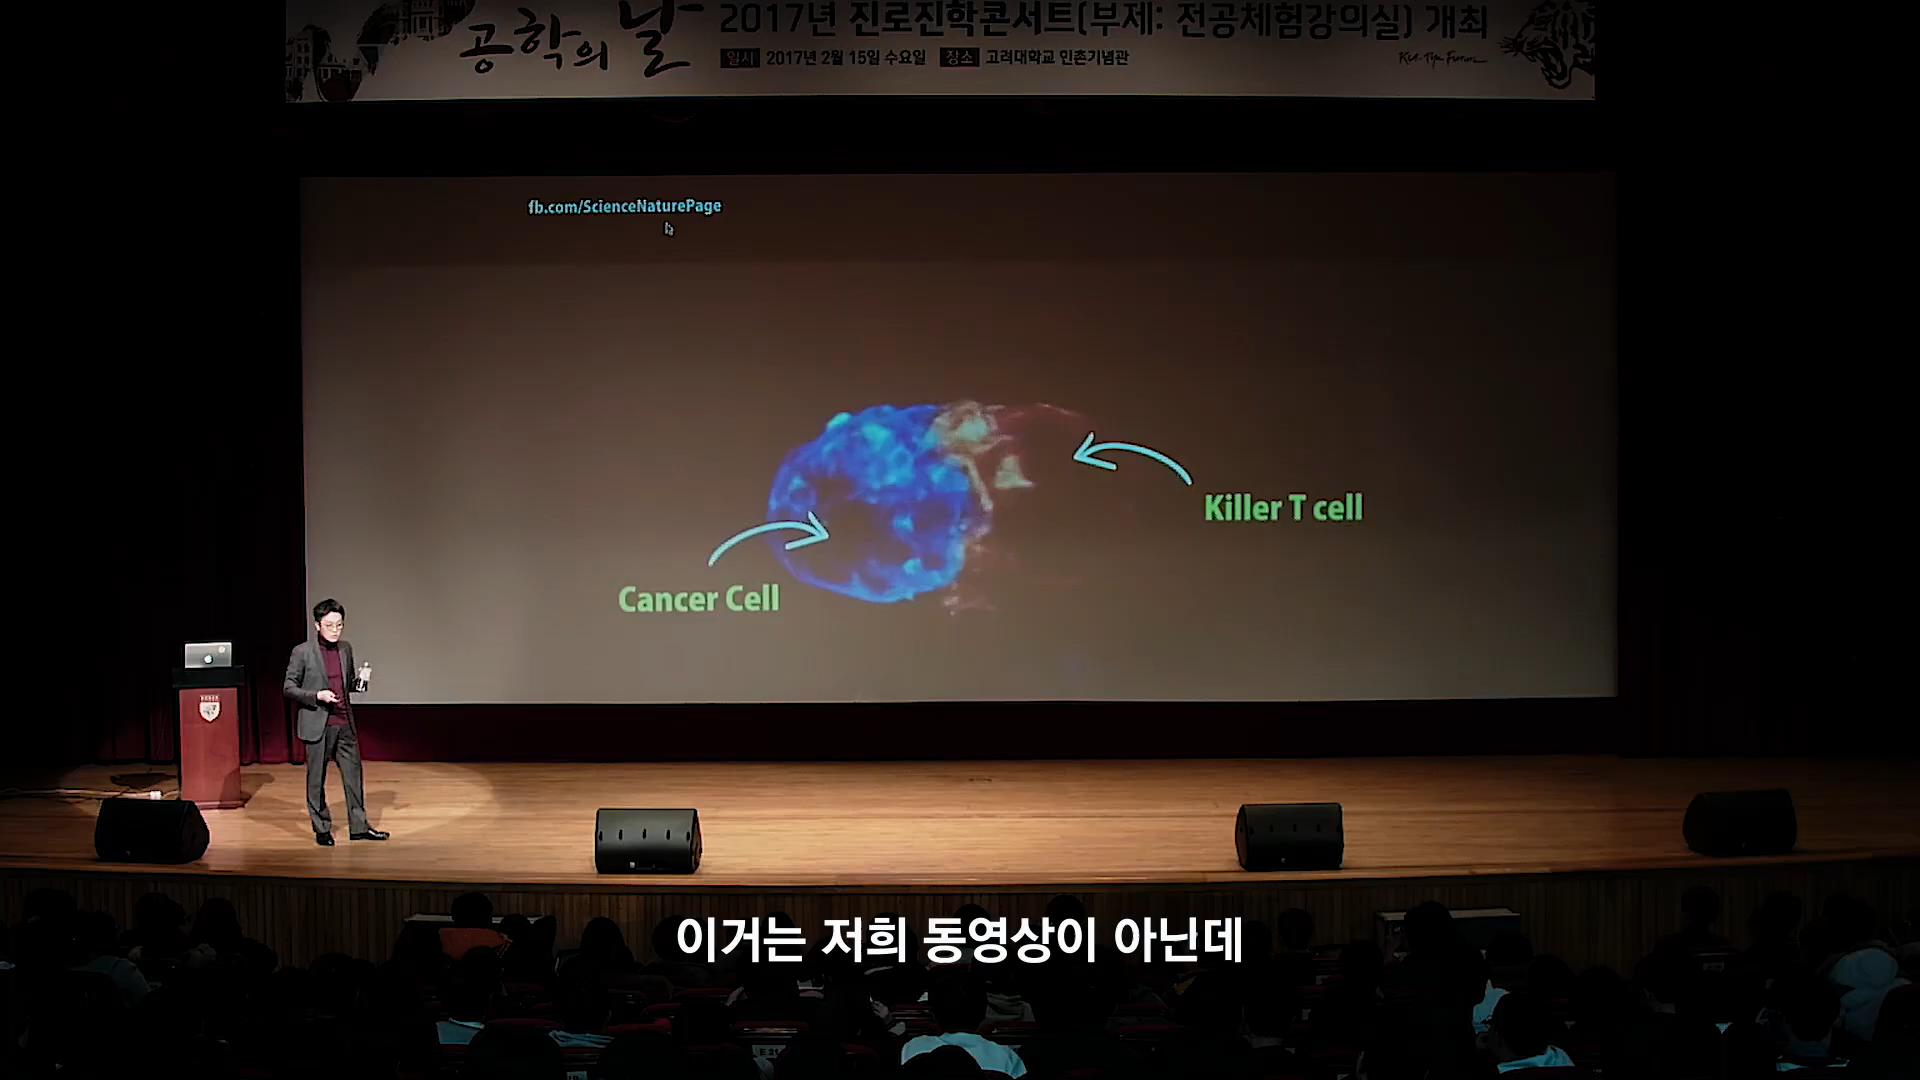 공학의 날
2017년 진로진학콘서트(부제: 전공체험강의실) 개최
일시 2017년 2월 15일 수요일 장소 고려대학교 인촌기념관
fb.com/ScienceNaturePage
Killer T cell
Cancer Cell
이거는 저희 동영상이 아닌데